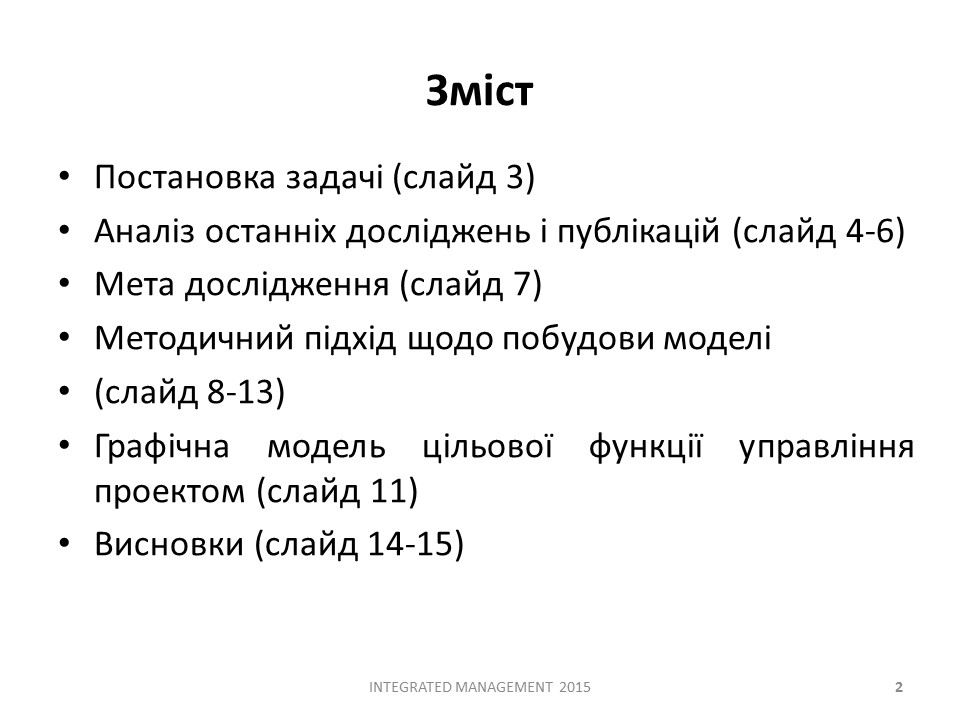 Зміст
• Постановка задачі (слайд 3)
• Аналіз останніх досліджень і публікацій (слайд 4-6)
• Мета дослідження (слайд 7)
• Методичний підхід щодо побудови моделі
• (слайд 8-13)
• Графічна модель цільової функції управління
проектом (слайд 11)
• Висновки (слайд 14-15)
INTEGRATED MANAGEMENT 2015
2